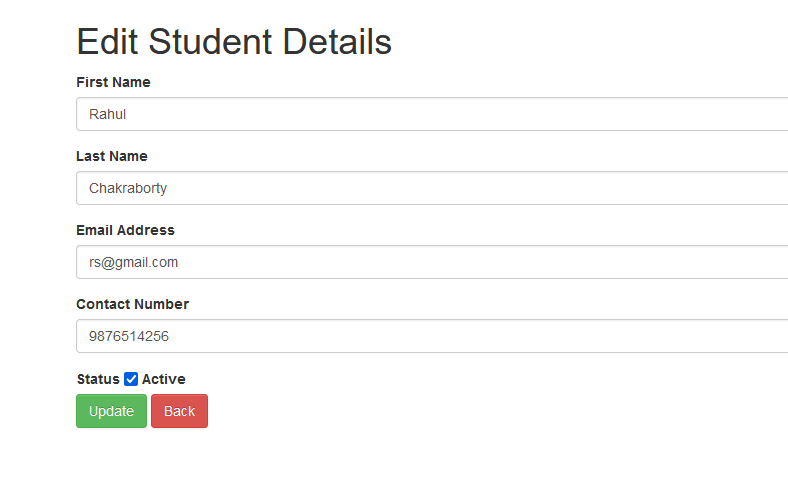 Edit Student Details
First Name
Rahul
Last Name
Chakraborty
Email Address
rs@gmail.com
Contact Number
9876514256
Status Active
Update Back